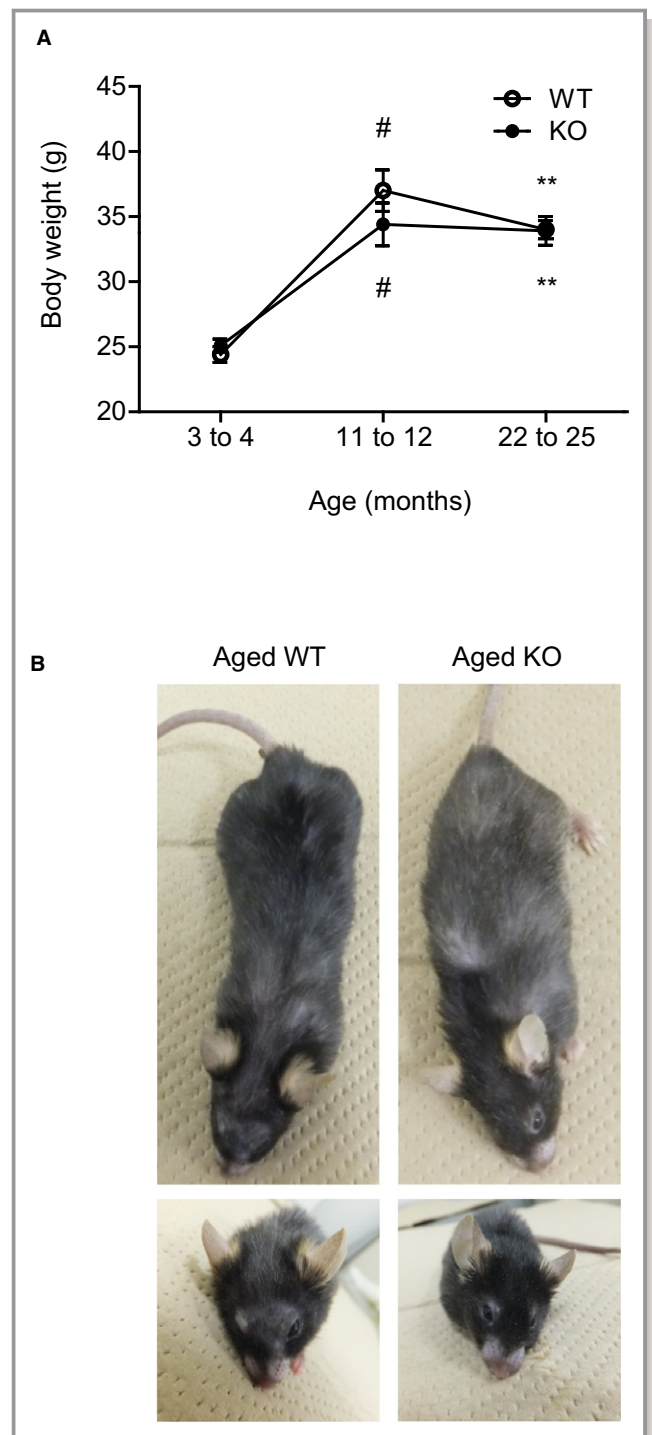 A
45
40
35
30
25
20
Body weight (g)
WT
KO
#
#
**
**
3 to 4
11 to 12
22 to 25
Age (months)
B
Aged WT
Aged KO